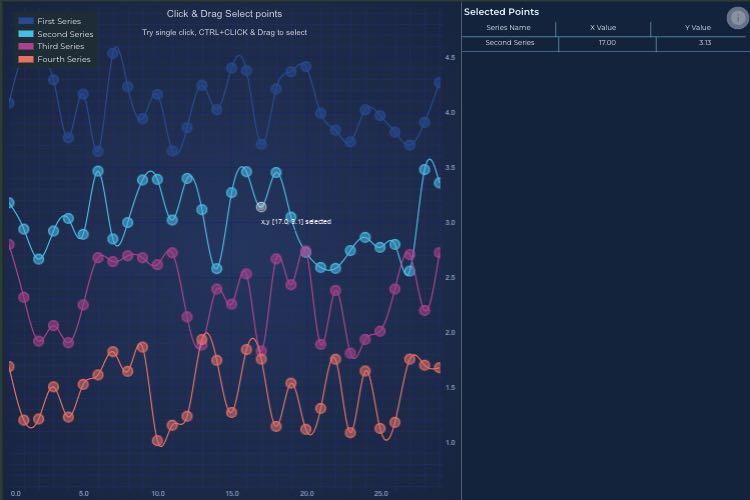 Click & Drag Select points
Try single click, CTRL+CLICK & Drag to select
First Series
Second Series
Third Series
Fourth Series
x,y [17.0,3.1] selected
4.5
4.0
3.5
3.0
2.5
2.0
1.5
1.0
0.0 5.0 10.0 15.0 20.0 25.0
Selected Points
Series Name X Value Y Value
Second Series 17.00 3.13